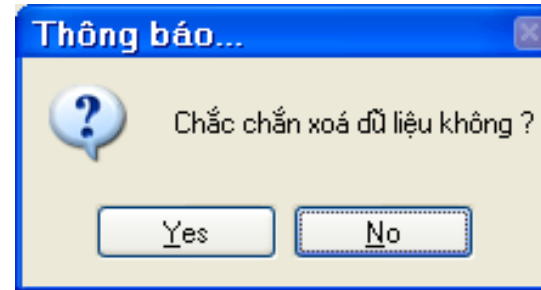 Thông báo...
Chắc chắn xoá dữ liệu không ?
Yes No